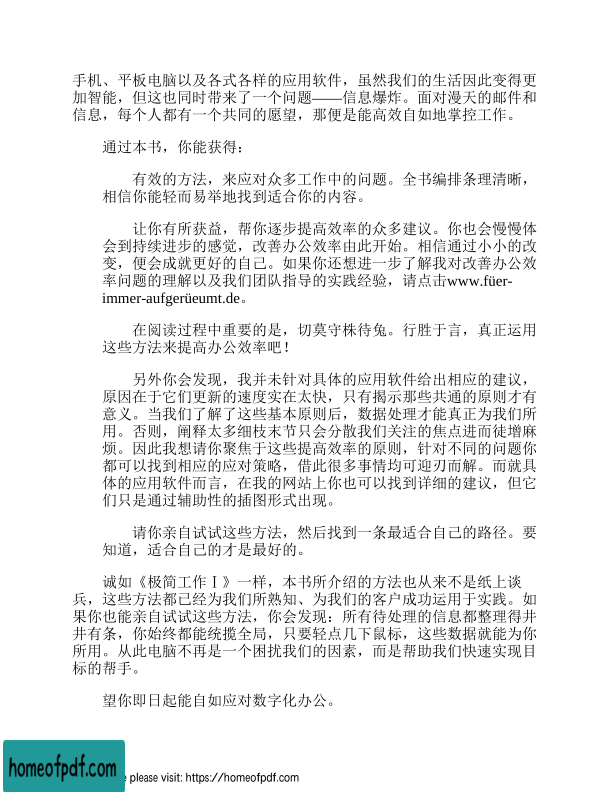 手机、平板电脑以及各式各样的应用软件，虽然我们的生活因此变得更
加智能，但这也同时带来了一个问题——信息爆炸。面对漫天的邮件和
信息，每个人都有一个共同的愿望，那便是能高效自如地掌控工作。
通过本书，你能获得：
有效的方法，来应对众多工作中的问题。全书编排条理清晰，
相信你能轻而易举地找到适合你的内容。
让你有所获益，帮你逐步提高效率的众多建议。你也会慢慢体
会到持续进步的感觉，改善办公效率由此开始。相信通过小小的改
变，便会成就更好的自己。如果你还想进一步了解我对改善办公效
率问题的理解以及我们团队指导的实践经验，请点击www.füer-
immer-aufgerüeumt.de。
在阅读过程中重要的是，切莫守株待兔。行胜于言，真正运用
这些方法来提高办公效率吧！
另外你会发现，我并未针对具体的应用软件给出相应的建议，
原因在于它们更新的速度实在太快，只有揭示那些共通的原则才有
意义。当我们了解了这些基本原则后，数据处理才能真正为我们所
用。否则，阐释太多细枝末节只会分散我们关注的焦点进而徒增麻
烦。因此我想请你聚焦于这些提高效率的原则，针对不同的问题你
都可以找到相应的应对策略，借此很多事情均可迎刃而解。而就具
体的应用软件而言，在我的网站上你也可以找到详细的建议，但它
们只是通过辅助性的插图形式出现。
请你亲自试试这些方法，然后找到一条最适合自己的路径。要
知道，适合自己的才是最好的。
诚如《极简工作Ⅰ》一样，本书所介绍的方法也从来不是纸上谈
兵，这些方法都已经为我们所熟知、为我们的客户成功运用于实践。如
果你也能亲自试试这些方法，你会发现：所有待处理的信息都整理得井
井有条，你始终都能统揽全局，只要轻点几下鼠标，这些数据就能为你
所用。从此电脑不再是一个困扰我们的因素，而是帮助我们快速实现目
标的帮手。
望你即日起能自如应对数字化办公。
homeofpdf.com
e please visit: https://homeofpdf.com